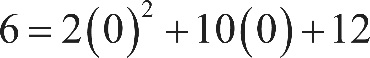 6 = 2(0)² + 10(0) + 12